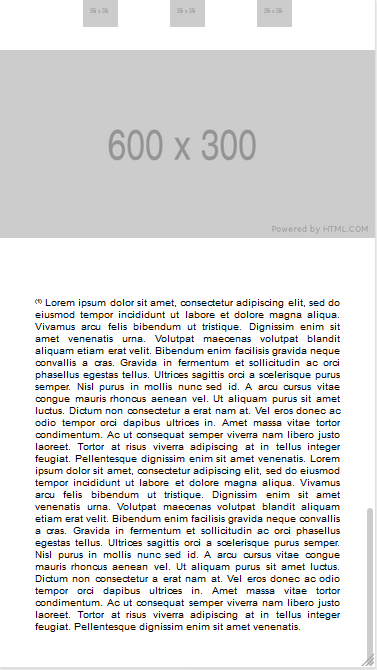 35 x 35 35 x 35 35 x 35
600 x 300
Powered by HTML.COM
(1) Lorem ipsum dolor sit amet, consectetur adipiscing elit, sed do
eiusmod tempor incididunt ut labore et dolore magna aliqua.
Vivamus arcu felis bibendum ut tristique. Dignissim enim sit
amet venenatis urna. Volutpat maecenas volutpat blandit
aliquam etiam erat velit. Bibendum enim facilisis gravida neque
convallis a cras. Gravida in fermentum et sollicitudin ac orci
phasellus egestas tellus. Ultrices sagittis orci a scelerisque purus
semper. Nisl purus in mollis nunc sed id. A arcu cursus vitae
congue mauris rhoncus aenean vel. Ut aliquam purus sit amet
luctus. Dictum non consectetur a erat nam at. Vel eros donec ac
odio tempor orci dapibus ultrices in. Amet massa vitae tortor
condimentum. Ac ut consequat semper viverra nam libero justo
laoreet. Tortor at risus viverra adipiscing at in tellus integer
feugiat. Pellentesque dignissim enim sit amet venenatis. Lorem
ipsum dolor sit amet, consectetur adipiscing elit, sed do eiusmod
tempor incididunt ut labore et dolore magna aliqua. Vivamus
arcu felis bibendum ut tristique. Dignissim enim sit amet
venenatis urna. Volutpat maecenas volutpat blandit aliquam
etiam erat velit. Bibendum enim facilisis gravida neque convallis
a cras. Gravida in fermentum et sollicitudin ac orci phasellus
egestas tellus. Ultrices sagittis orci a scelerisque purus semper.
Nisl purus in mollis nunc sed id. A arcu cursus vitae congue
mauris rhoncus aenean vel. Ut aliquam purus sit amet luctus.
Dictum non consectetur a erat nam at. Vel eros donec ac odio
tempor orci dapibus ultrices in. Amet massa vitae tortor
condimentum. Ac ut consequat semper viverra nam libero justo
laoreet. Tortor at risus viverra adipiscing at in tellus integer
feugiat. Pellentesque dignissim enim sit amet venenatis.